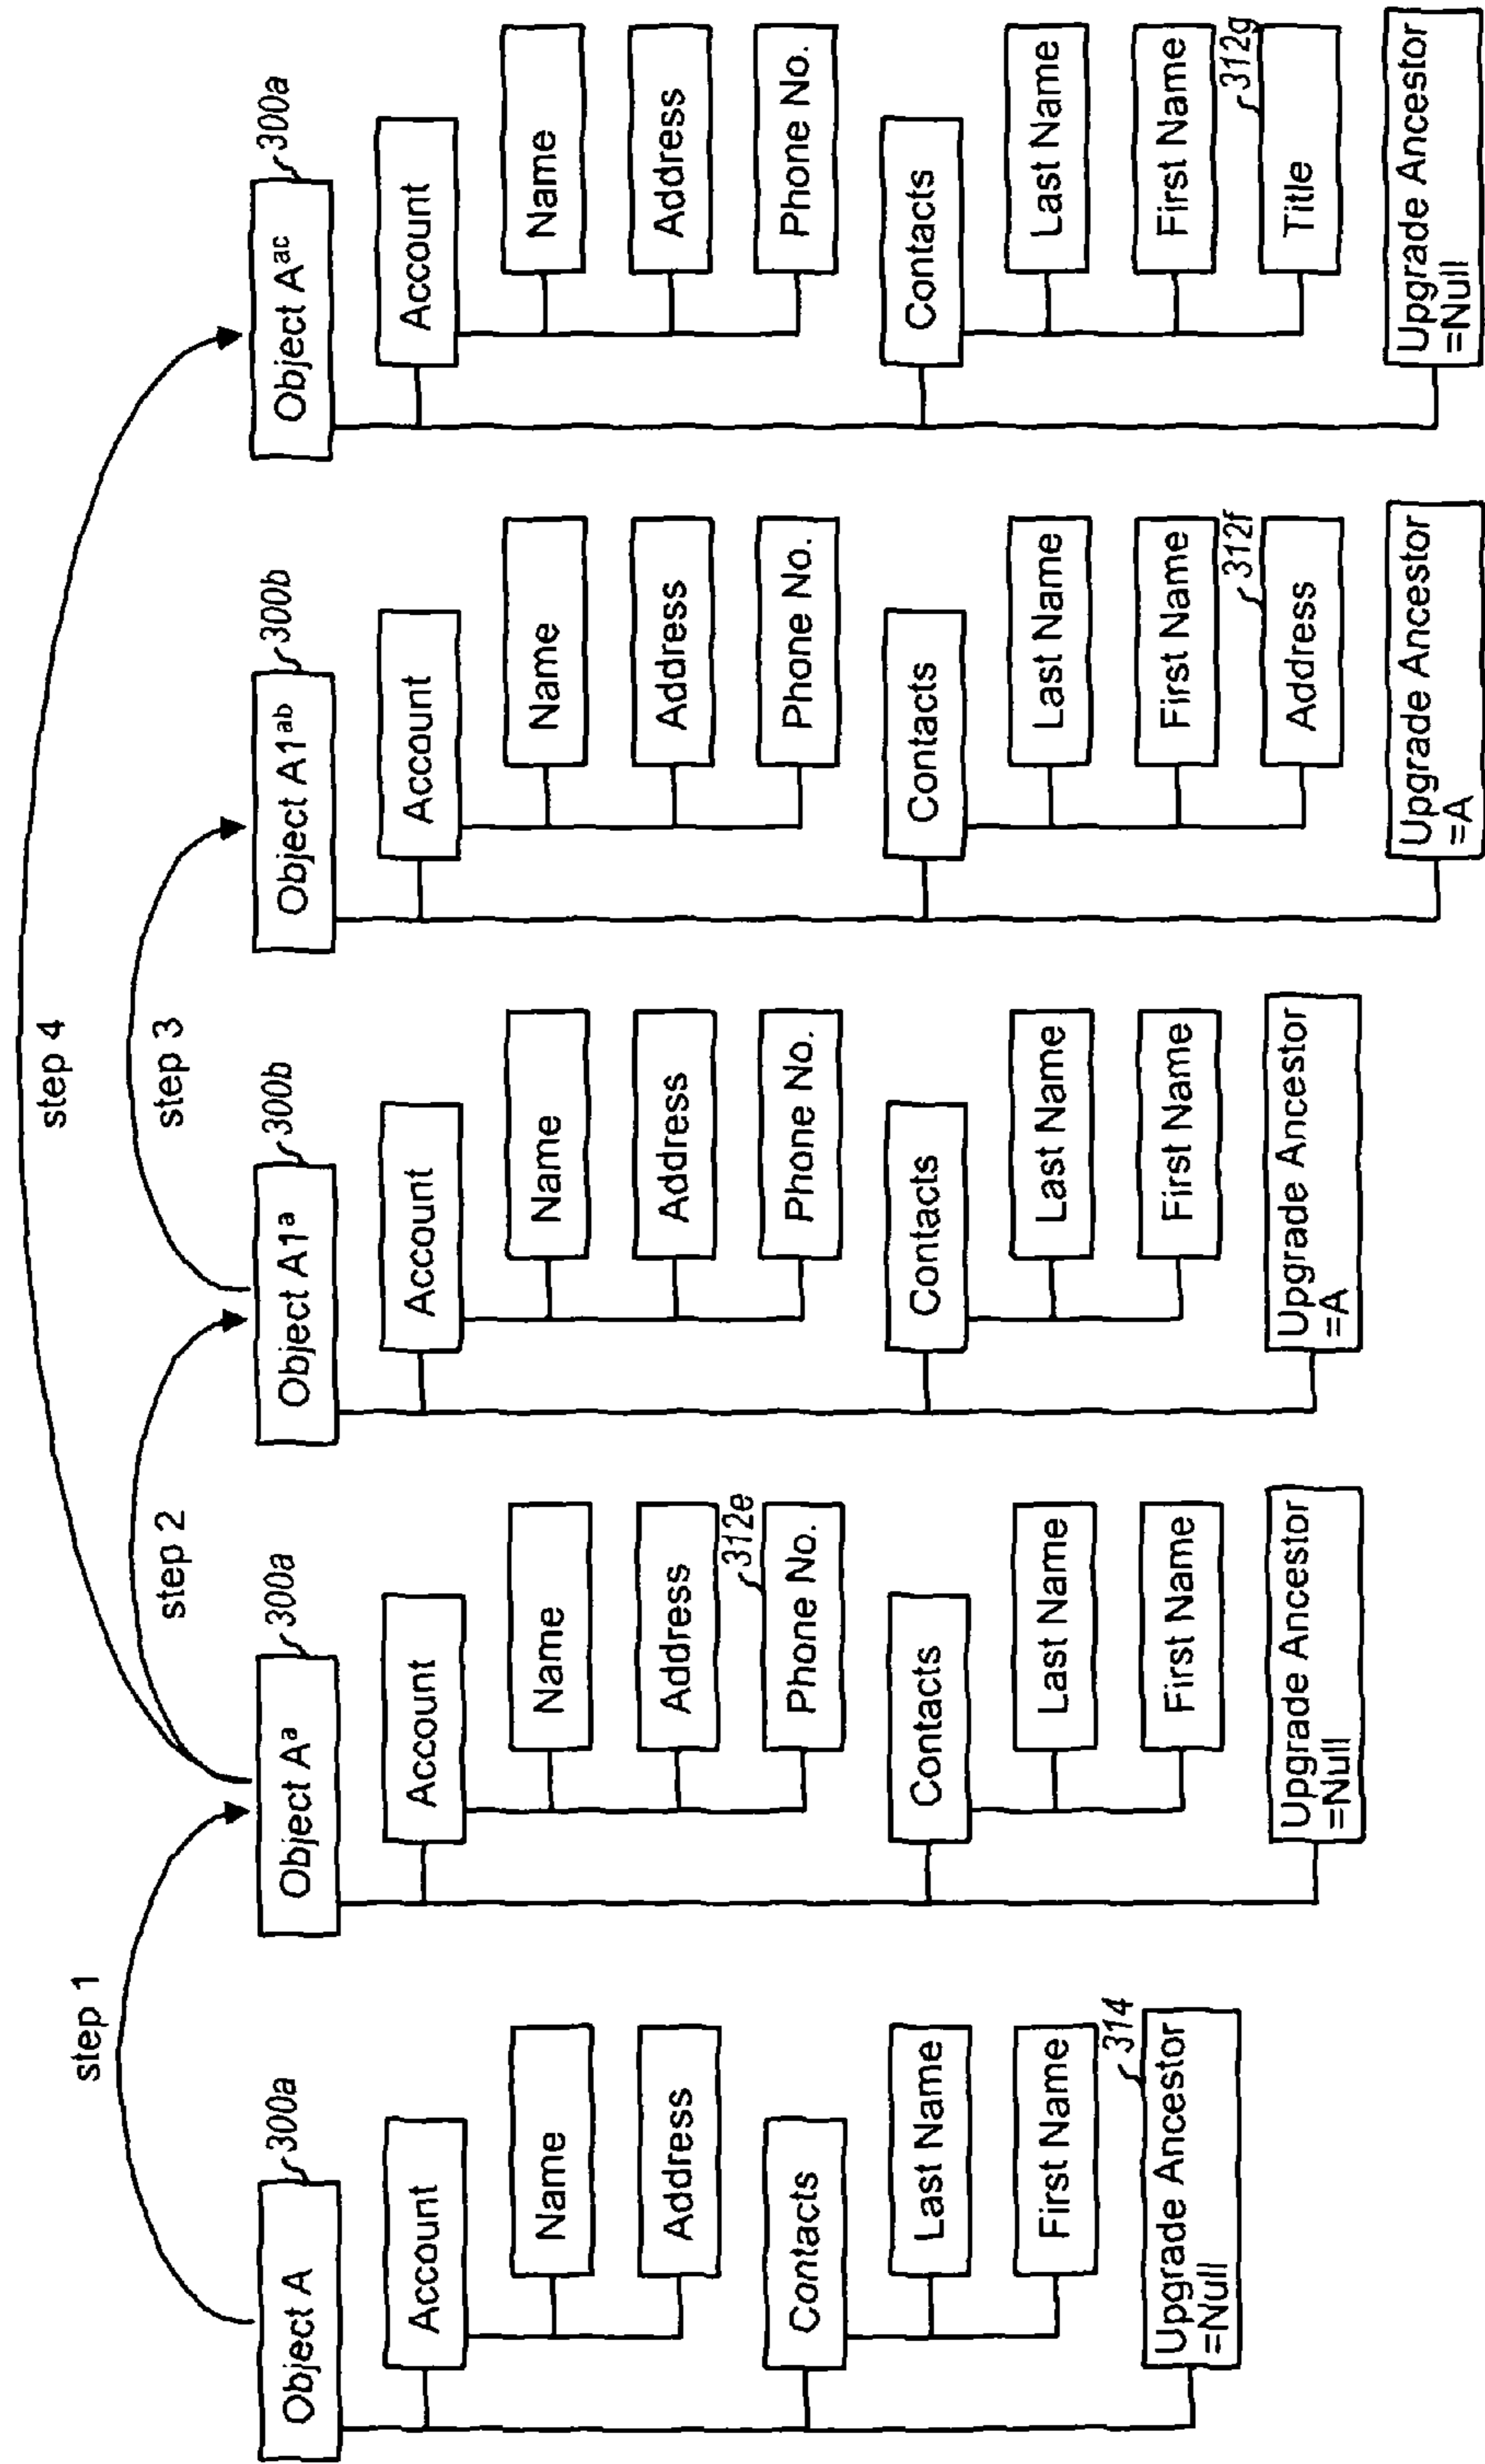 step 4
step 1
step 2
step 3
300a
Object A
Account
Name
Address
Contacts
Last Name
First Name
314
Upgrade Ancestor
=Null
300a
Object Aᵃ
Account
Name
Address
312e
Phone No.
Contacts
Last Name
First Name
Upgrade Ancestor
=Null
300b
Object A1ᵃ
Account
Name
Address
Phone No.
Contacts
Last Name
First Name
Upgrade Ancestor
=A
300b
Object A1ᵃᵇ
Account
Name
Address
Phone No.
Contacts
Last Name
First Name
312f
Address
Upgrade Ancestor
=A
300a
Object Aᵃᶜ
Account
Name
Address
Phone No.
Contacts
Last Name
First Name
312g
Title
Upgrade Ancestor
=Null